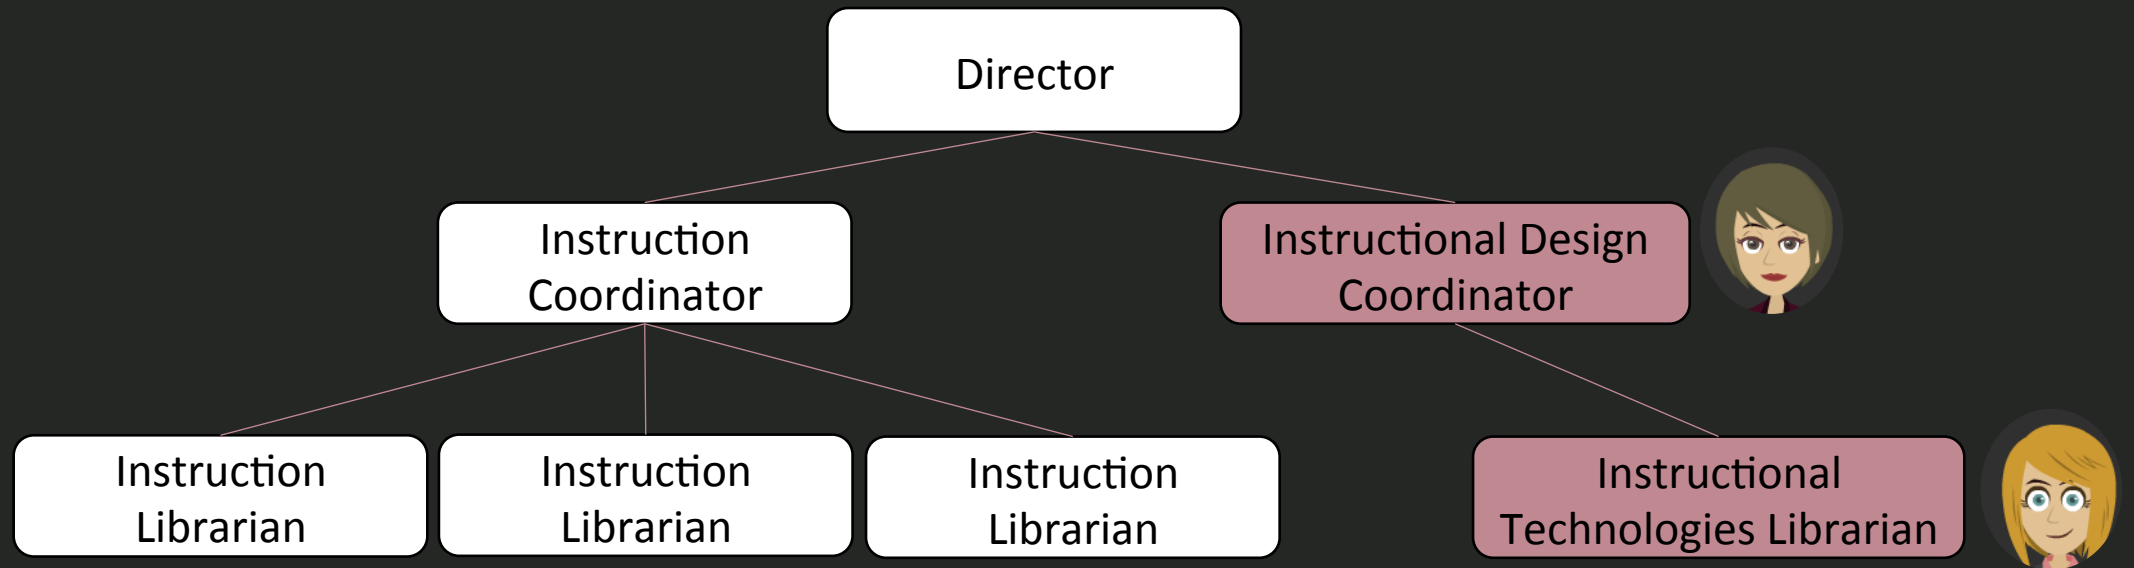 Director
Instruction
Coordinator
Instructional Design
Coordinator
Instruction
Librarian
Instruction
Librarian
Instruction
Librarian
Instructional
Technologies Librarian